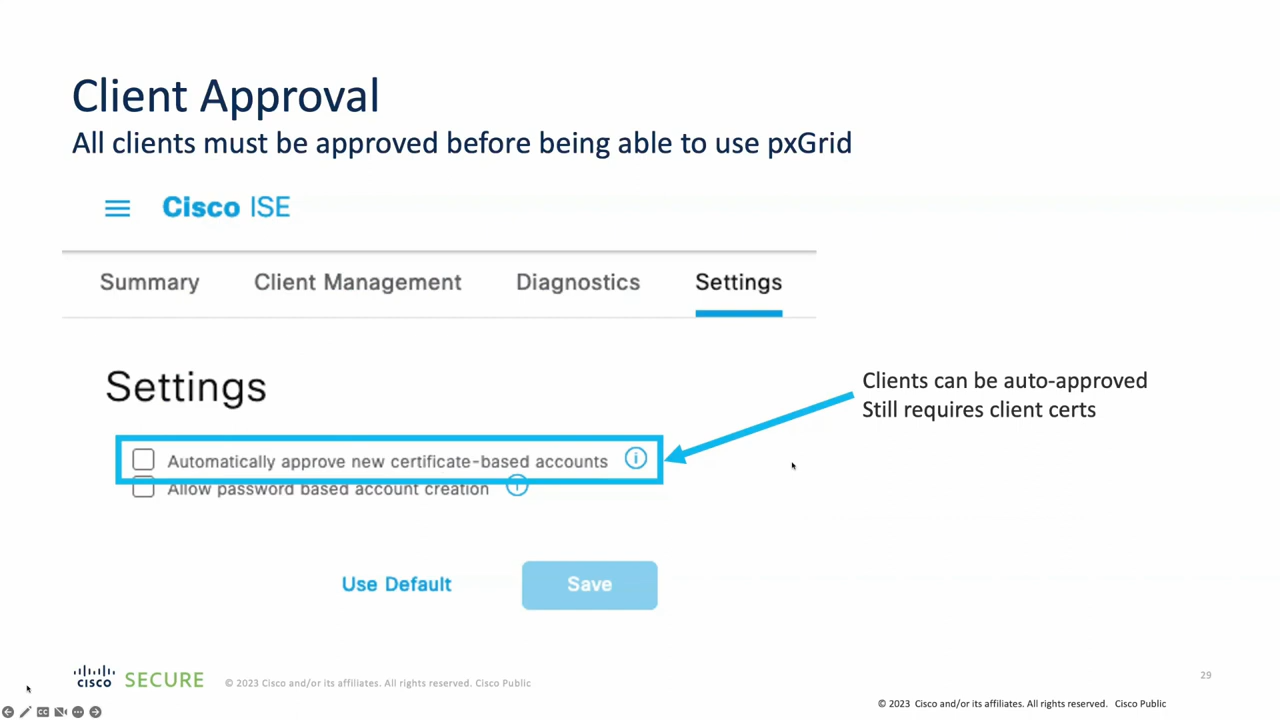 Client Approval
All clients must be approved before being able to use pxGrid
Cisco ISE
Summary Client Management Diagnostics Settings
Settings
Clients can be auto-approved
Still requires client certs
Automatically approve new certificate-based accounts
Allow password based account creation
Use Default Save
cisco SECURE © 2023 Cisco and/or its affiliates. All rights reserved. Cisco Public
29
© 2023 Cisco and/or its affiliates. All rights reserved. Cisco Public